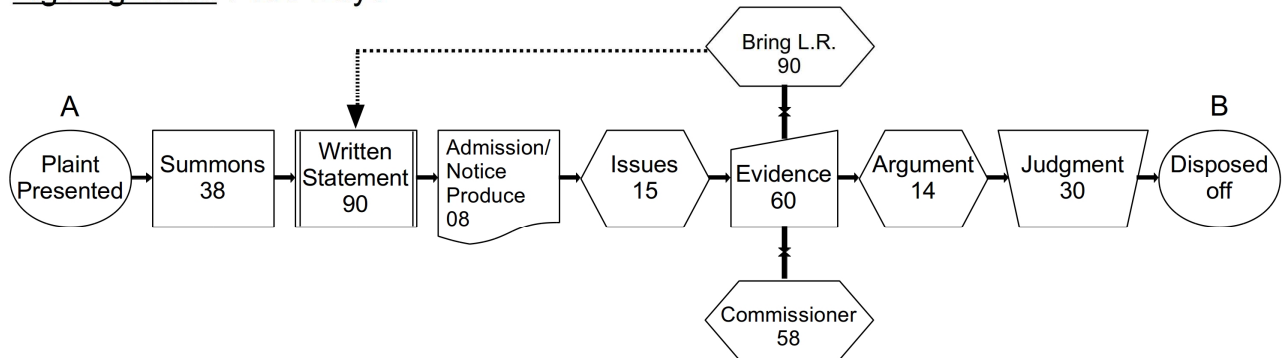 Bring L.R.
90
A
B
Plaint
Presented
Summons
38
Written
Statement
90
Admission/
Notice
Produce
08
Issues
15
Evidence
60
Argument
14
Judgment
30
Disposed
off
Commissioner
58